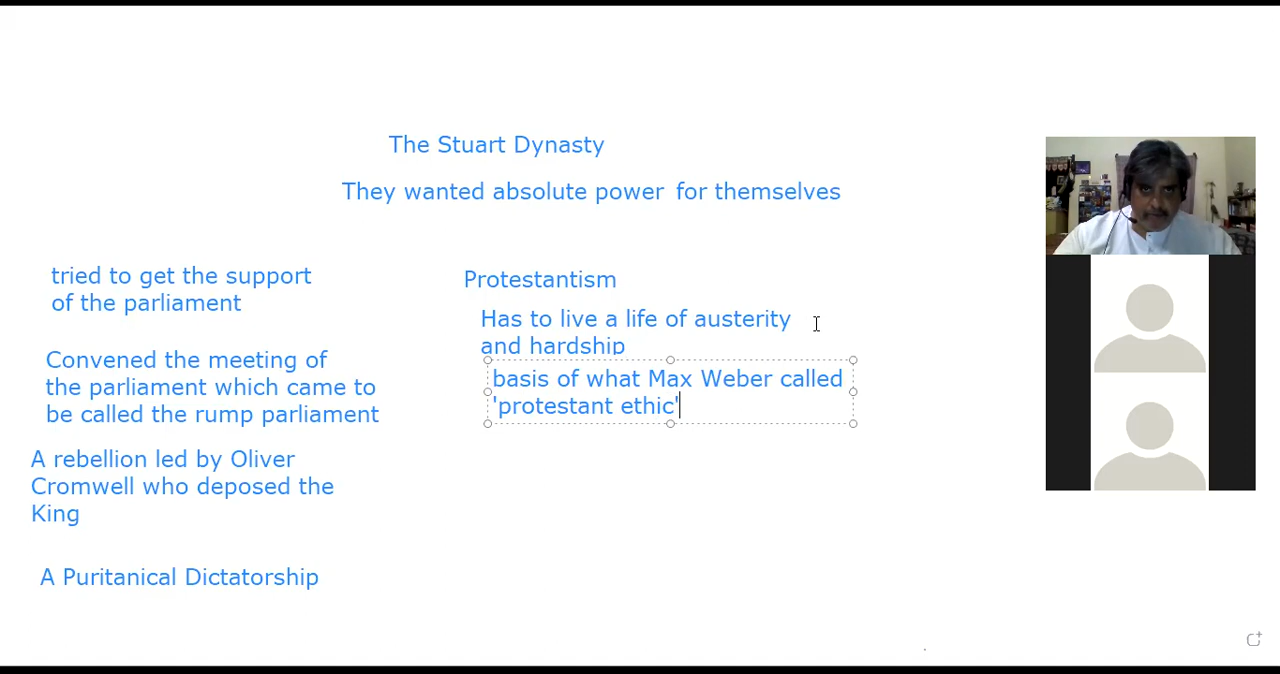 The Stuart Dynasty
They wanted absolute power for themselves
tried to get the support
of the parliament
Convened the meeting of
the parliament which came to
be called the rump parliament
A rebellion led by Oliver
Cromwell who deposed the
King
A Puritanical Dictatorship
Protestantism
Has to live a life of austerity
and hardship
basis of what Max Weber called
'protestant ethic'